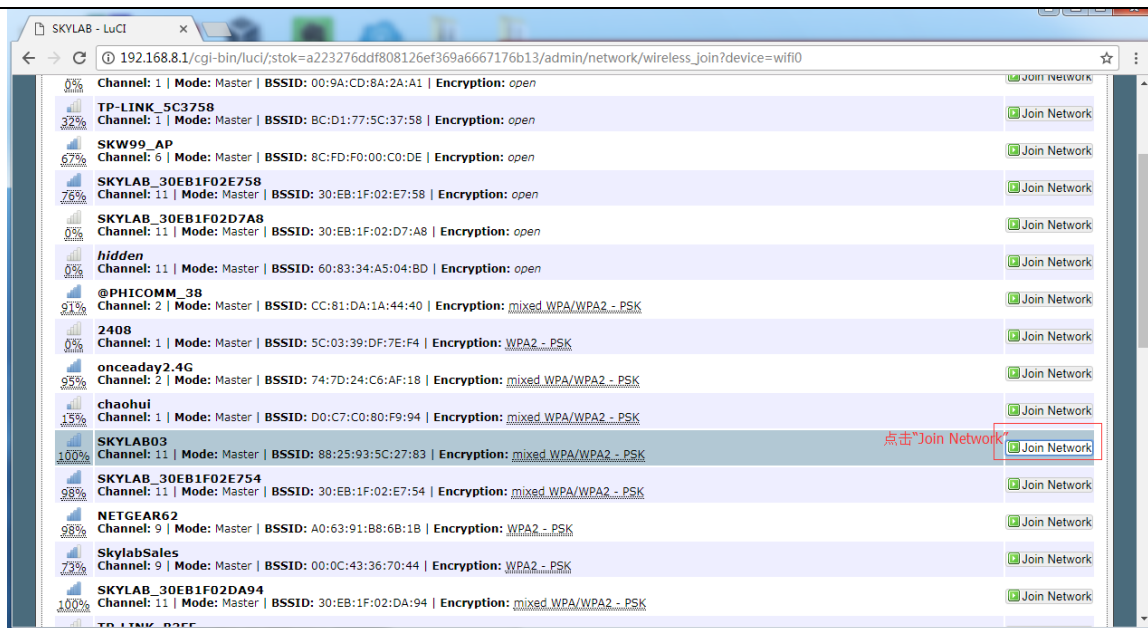 SKYLAB - LuCI
192.168.8.1/cgi-bin/luci/;stok=a223276ddf808126ef369a6667176b13/admin/network/wireless_join?device=wifi0
0% Channel: 1 | Mode: Master | BSSID: 00:9A:CD:8A:2A:A1 | Encryption: open Join Network
TP-LINK_5C3758
32% Channel: 1 | Mode: Master | BSSID: BC:D1:77:5C:37:58 | Encryption: open Join Network
SKW99_AP
67% Channel: 6 | Mode: Master | BSSID: 8C:FD:F0:00:C0:DE | Encryption: open Join Network
SKYLAB_30EB1F02E758
76% Channel: 11 | Mode: Master | BSSID: 30:EB:1F:02:E7:58 | Encryption: open Join Network
SKYLAB_30EB1F02D7A8
0% Channel: 11 | Mode: Master | BSSID: 30:EB:1F:02:D7:A8 | Encryption: open Join Network
hidden
0% Channel: 11 | Mode: Master | BSSID: 60:83:34:A5:04:BD | Encryption: open Join Network
@PHICOMM_38
91% Channel: 2 | Mode: Master | BSSID: CC:81:DA:1A:44:40 | Encryption: mixed WPA/WPA2 - PSK Join Network
2408
0% Channel: 1 | Mode: Master | BSSID: 5C:03:39:DF:7E:F4 | Encryption: WPA2 - PSK Join Network
onceaday2.4G
95% Channel: 2 | Mode: Master | BSSID: 74:7D:24:C6:AF:18 | Encryption: mixed WPA/WPA2 - PSK Join Network
chaohui
15% Channel: 1 | Mode: Master | BSSID: D0:C7:C0:80:F9:94 | Encryption: mixed WPA/WPA2 - PSK Join Network
SKYLAB03 点击"Join Network"
100% Channel: 11 | Mode: Master | BSSID: 88:25:93:5C:27:83 | Encryption: mixed WPA/WPA2 - PSK Join Network
SKYLAB_30EB1F02E754
98% Channel: 11 | Mode: Master | BSSID: 30:EB:1F:02:E7:54 | Encryption: mixed WPA/WPA2 - PSK Join Network
NETGEAR62
98% Channel: 9 | Mode: Master | BSSID: A0:63:91:B8:6B:1B | Encryption: WPA2 - PSK Join Network
SkylabSales
73% Channel: 9 | Mode: Master | BSSID: 00:0C:43:36:70:44 | Encryption: WPA2 - PSK Join Network
SKYLAB_30EB1F02DA94
100% Channel: 11 | Mode: Master | BSSID: 30:EB:1F:02:DA:94 | Encryption: mixed WPA/WPA2 - PSK Join Network